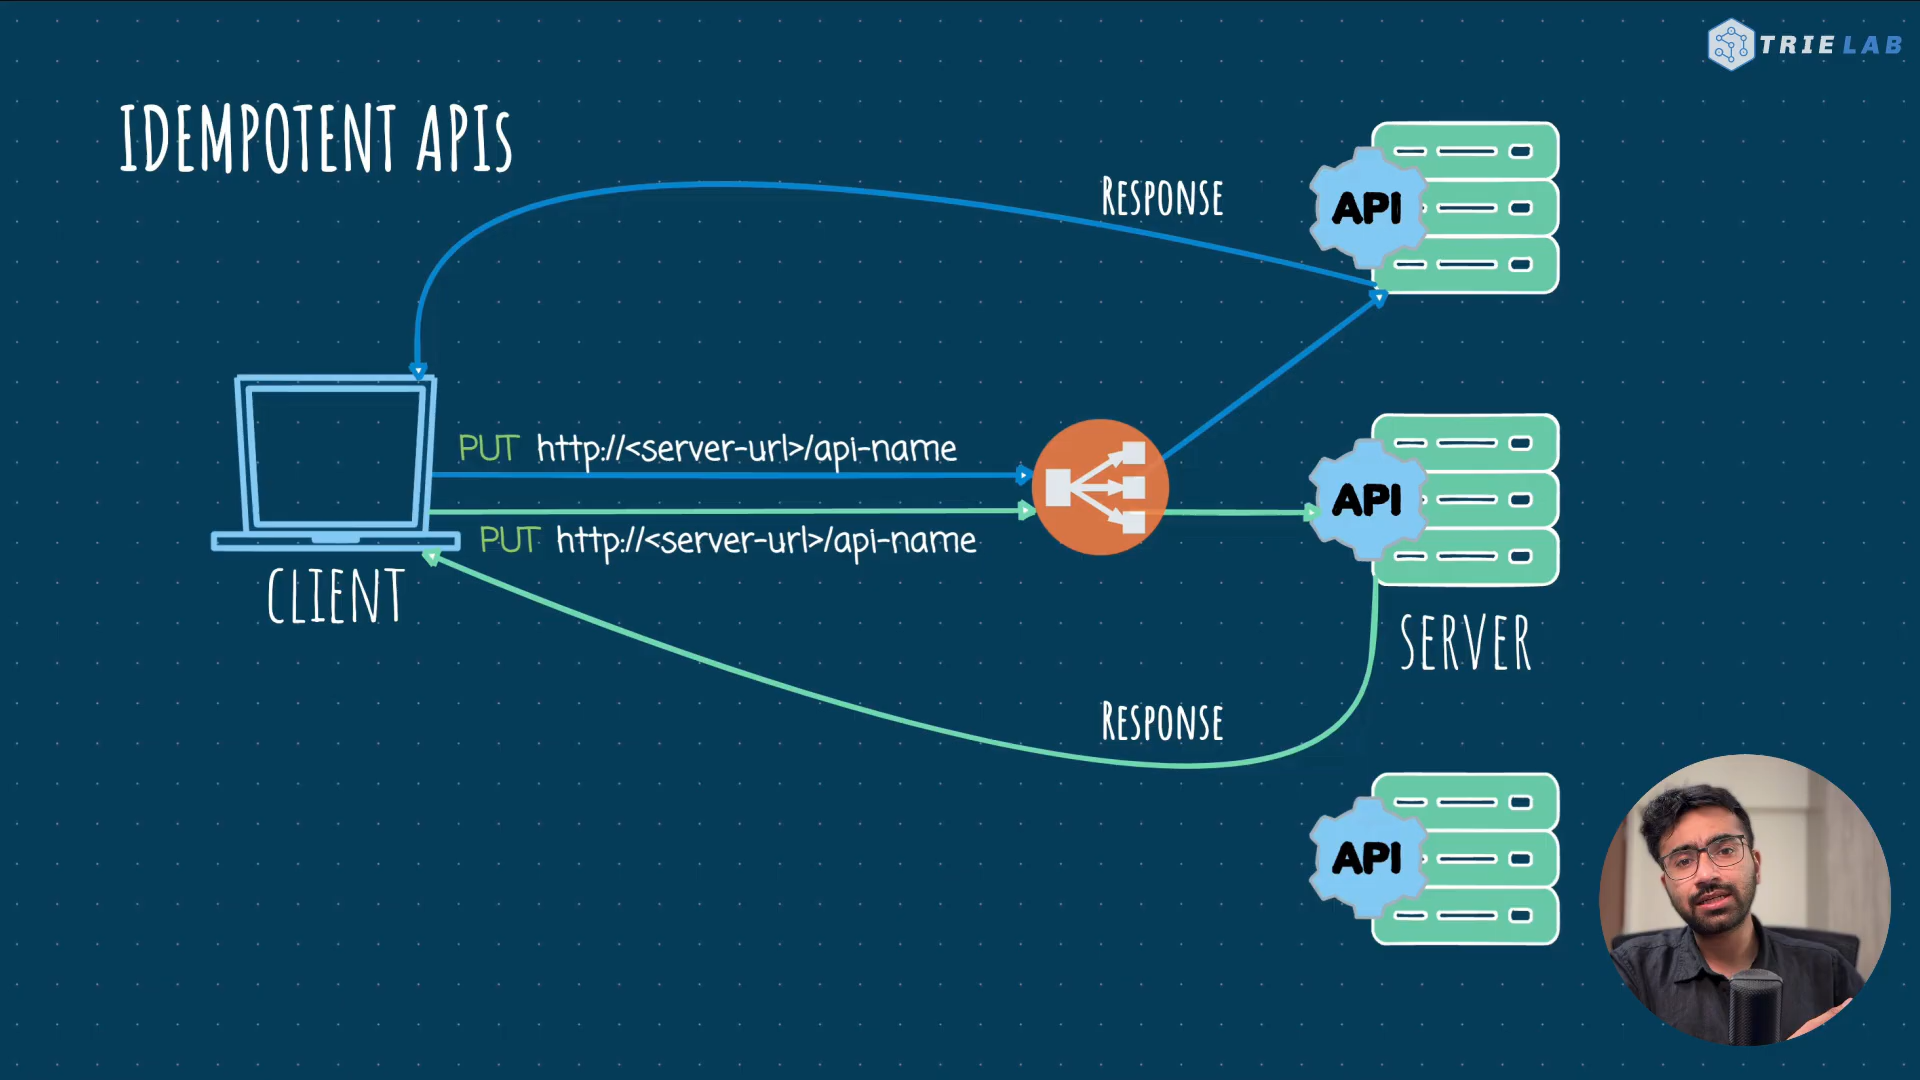 TRIE LAB
IDEMPOTENT APIs
RESPONSE
API
PUT http://<server-url>/api-name
API
PUT http://<server-url>/api-name
CLIENT
SERVER
RESPONSE
API